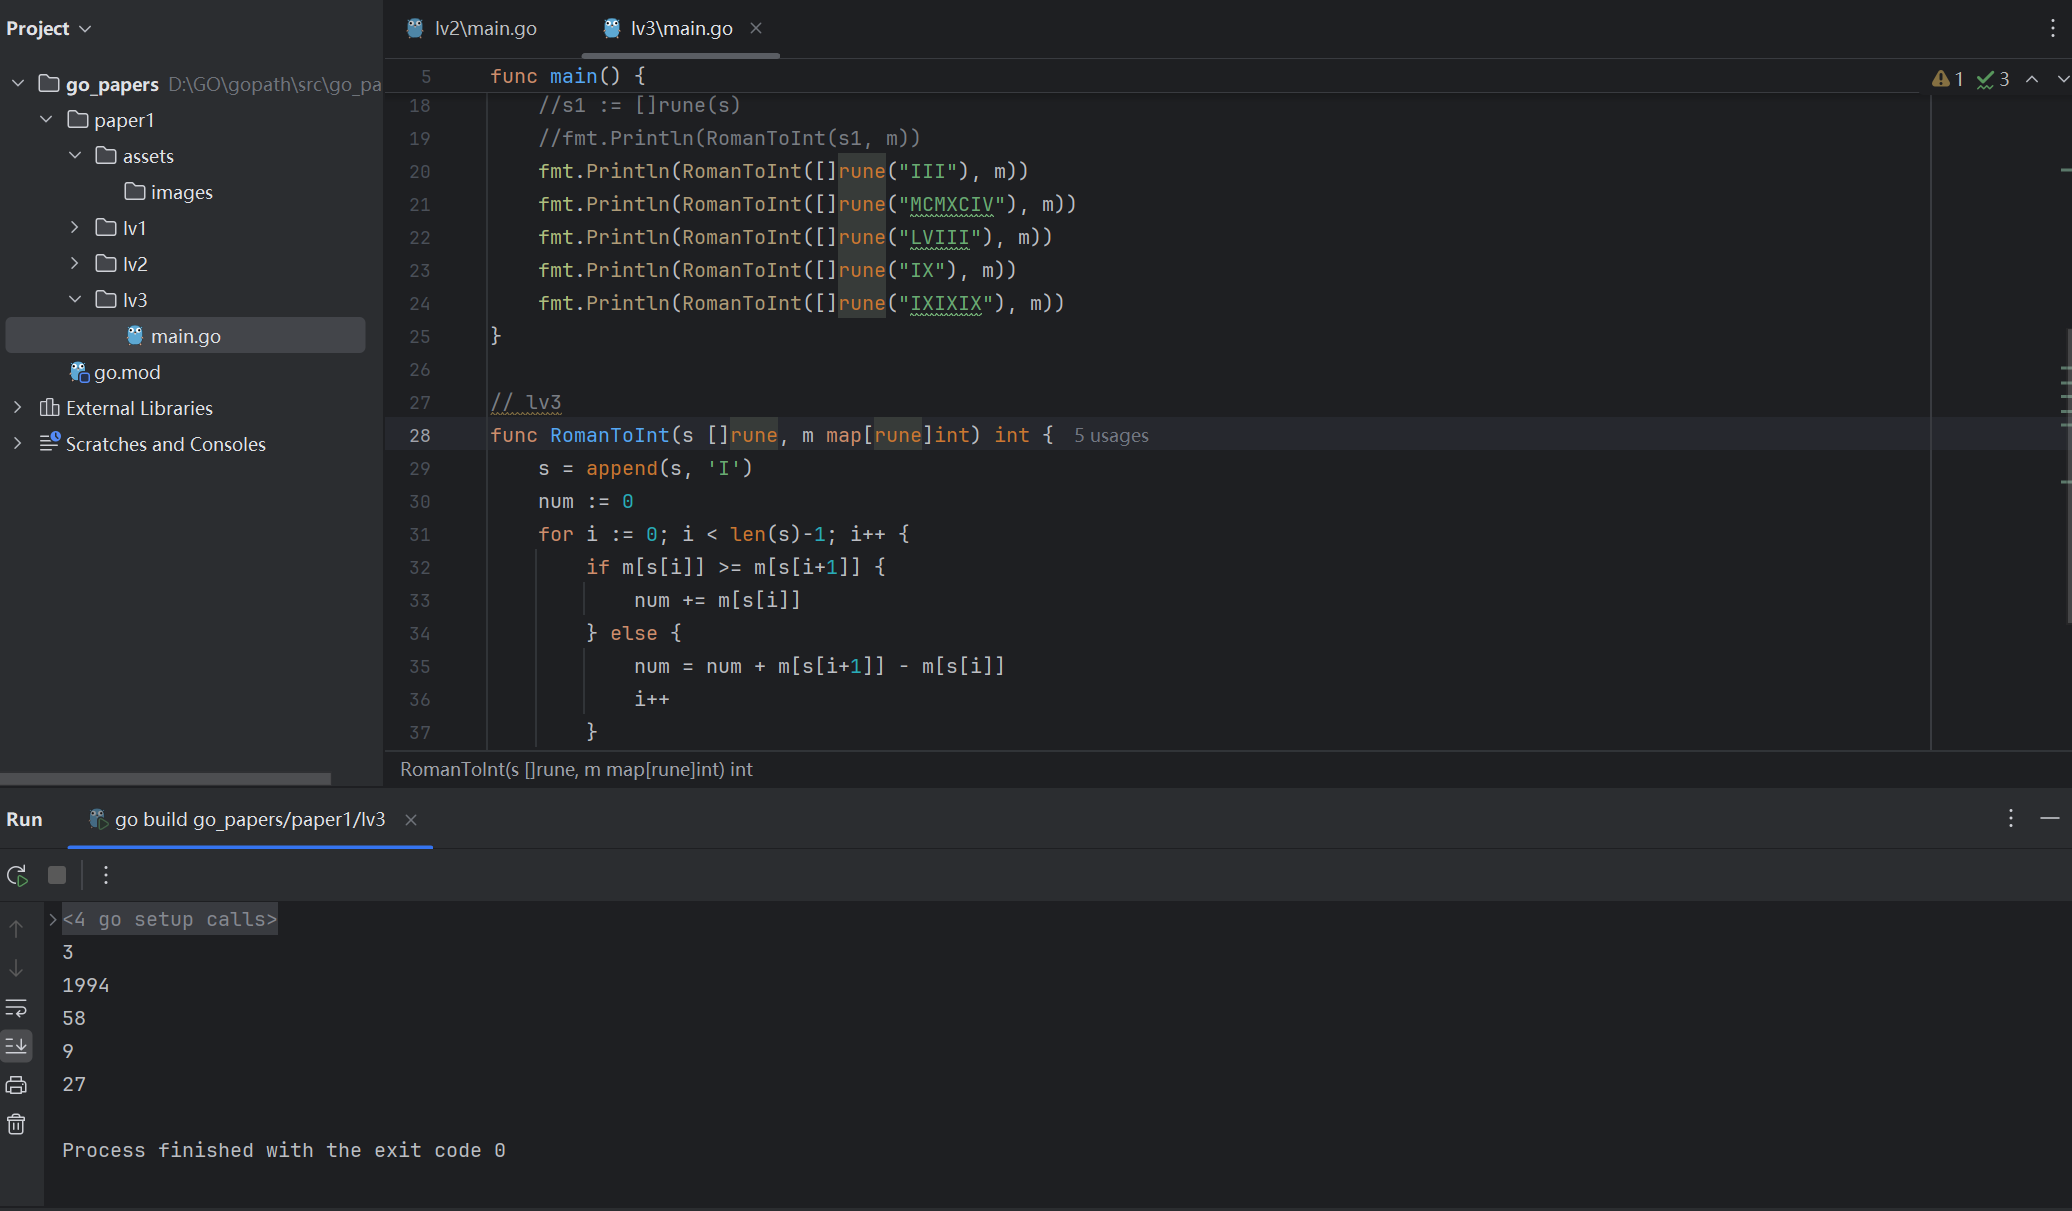 Project
go_papers D:\GO\gopath\src\go_pa
paper1
assets
images
lv1
lv2
lv3
main.go
go.mod
External Libraries
Scratches and Consoles
lv2\main.go
lv3\main.go
1 3
5 func main() {
18 //s1 := []rune(s)
19 //fmt.Println(RomanToInt(s1, m))
20 fmt.Println(RomanToInt([]rune("III"), m))
21 fmt.Println(RomanToInt([]rune("MCMXCIV"), m))
22 fmt.Println(RomanToInt([]rune("LVIII"), m))
23 fmt.Println(RomanToInt([]rune("IX"), m))
24 fmt.Println(RomanToInt([]rune("IXIXIX"), m))
25 }
26
27 // lv3
28 func RomanToInt(s []rune, m map[rune]int) int { 5 usages
29 s = append(s, 'I')
30 num := 0
31 for i := 0; i < len(s)-1; i++ {
32 if m[s[i]] >= m[s[i+1]] {
33 num += m[s[i]]
34 } else {
35 num = num + m[s[i+1]] - m[s[i]]
36 i++
37 }
RomanToInt(s []rune, m map[rune]int) int
Run
go build go_papers/paper1/lv3
<4 go setup calls>
3
1994
58
9
27
Process finished with the exit code 0